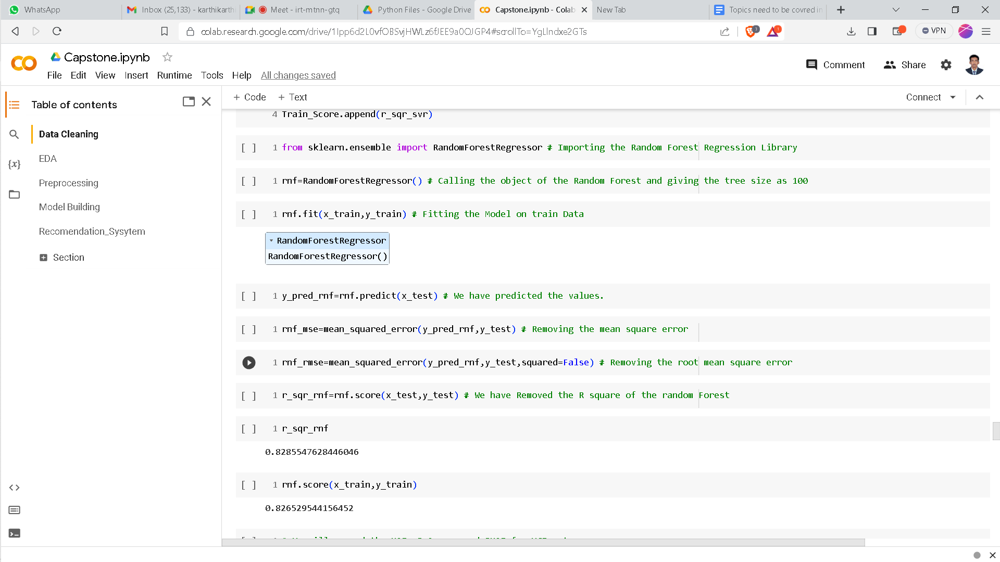 WhatsApp
Inbox (25,133) - karthikarthi
Meet - irt-mtnn-gtq
Python Files - Google Drive
Capstone.ipynb - Colab
New Tab
Topics need to be covred in
colab.research.google.com/drive/1Ipp6d2L0vfOBSvjHWLz6fJEE9a0OJGP4#scrollTo=YgLlndxe2GTs
3
1
VPN
Capstone.ipynb
Comment
Share
File Edit View Insert Runtime Tools Help All changes saved
Table of contents
+ Code + Text
Connect
Data Cleaning
EDA
Preprocessing
Model Building
Recomendation_Sysytem
Section
{x}
4 Train_Score.append(r_sqr_svr)
[ ] 1 from sklearn.ensemble import RandomForestRegressor # Importing the Random Forest Regression Library
[ ] 1 rnf=RandomForestRegressor() # Calling the object of the Random Forest and giving the tree size as 100
[ ] 1 rnf.fit(x_train,y_train) # Fitting the Model on train Data
RandomForestRegressor
RandomForestRegressor()
[ ] 1 y_pred_rnf=rnf.predict(x_test) # We have predicted the values.
[ ] 1 rnf_mse=mean_squared_error(y_pred_rnf,y_test) # Removing the mean square error
1 rnf_rmse=mean_squared_error(y_pred_rnf,y_test,squared=False) # Removing the root mean square error
[ ] 1 r_sqr_rnf=rnf.score(x_test,y_test) # We have Removed the R square of the random Forest
[ ] 1 r_sqr_rnf
0.8285547628446046
[ ] 1 rnf.score(x_train,y_train)
0.826529544156452